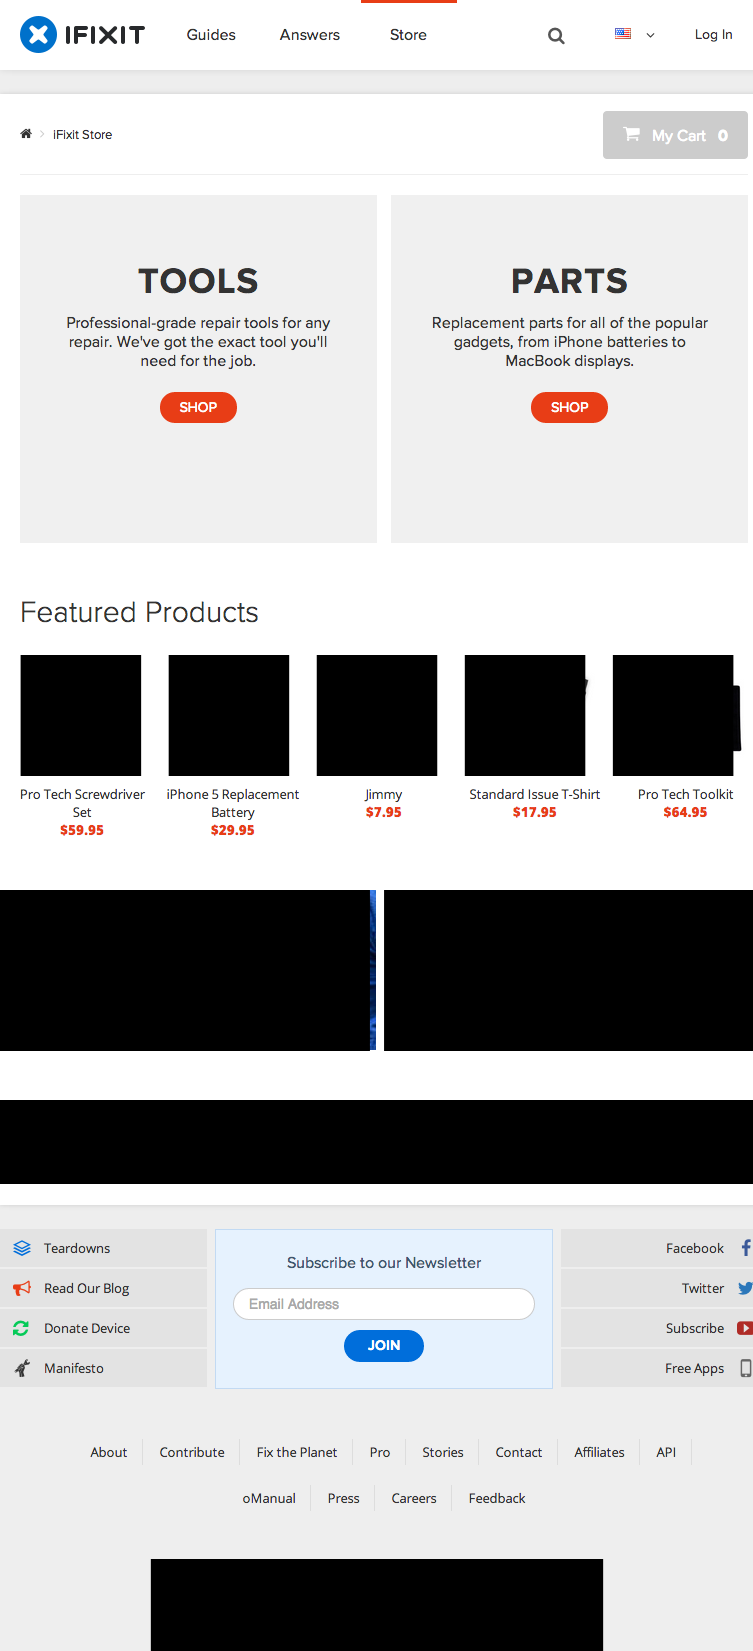 IFIXIT
Guides
Answers
Store
Log In
iFixit Store
My Cart 0
TOOLS
Professional-grade repair tools for any
repair. We've got the exact tool you'll
need for the job.
SHOP
PARTS
Replacement parts for all of the popular
gadgets, from iPhone batteries to
MacBook displays.
SHOP
Featured Products
Pro Tech Screwdriver
Set
$59.95
iPhone 5 Replacement
Battery
$29.95
Jimmy
$7.95
Standard Issue T-Shirt
$17.95
Pro Tech Toolkit
$64.95
Teardowns
Read Our Blog
Donate Device
Manifesto
Subscribe to our Newsletter
Email Address
JOIN
Facebook
Twitter
Subscribe
Free Apps
About
Contribute
Fix the Planet
Pro
Stories
Contact
Affiliates
API
oManual
Press
Careers
Feedback